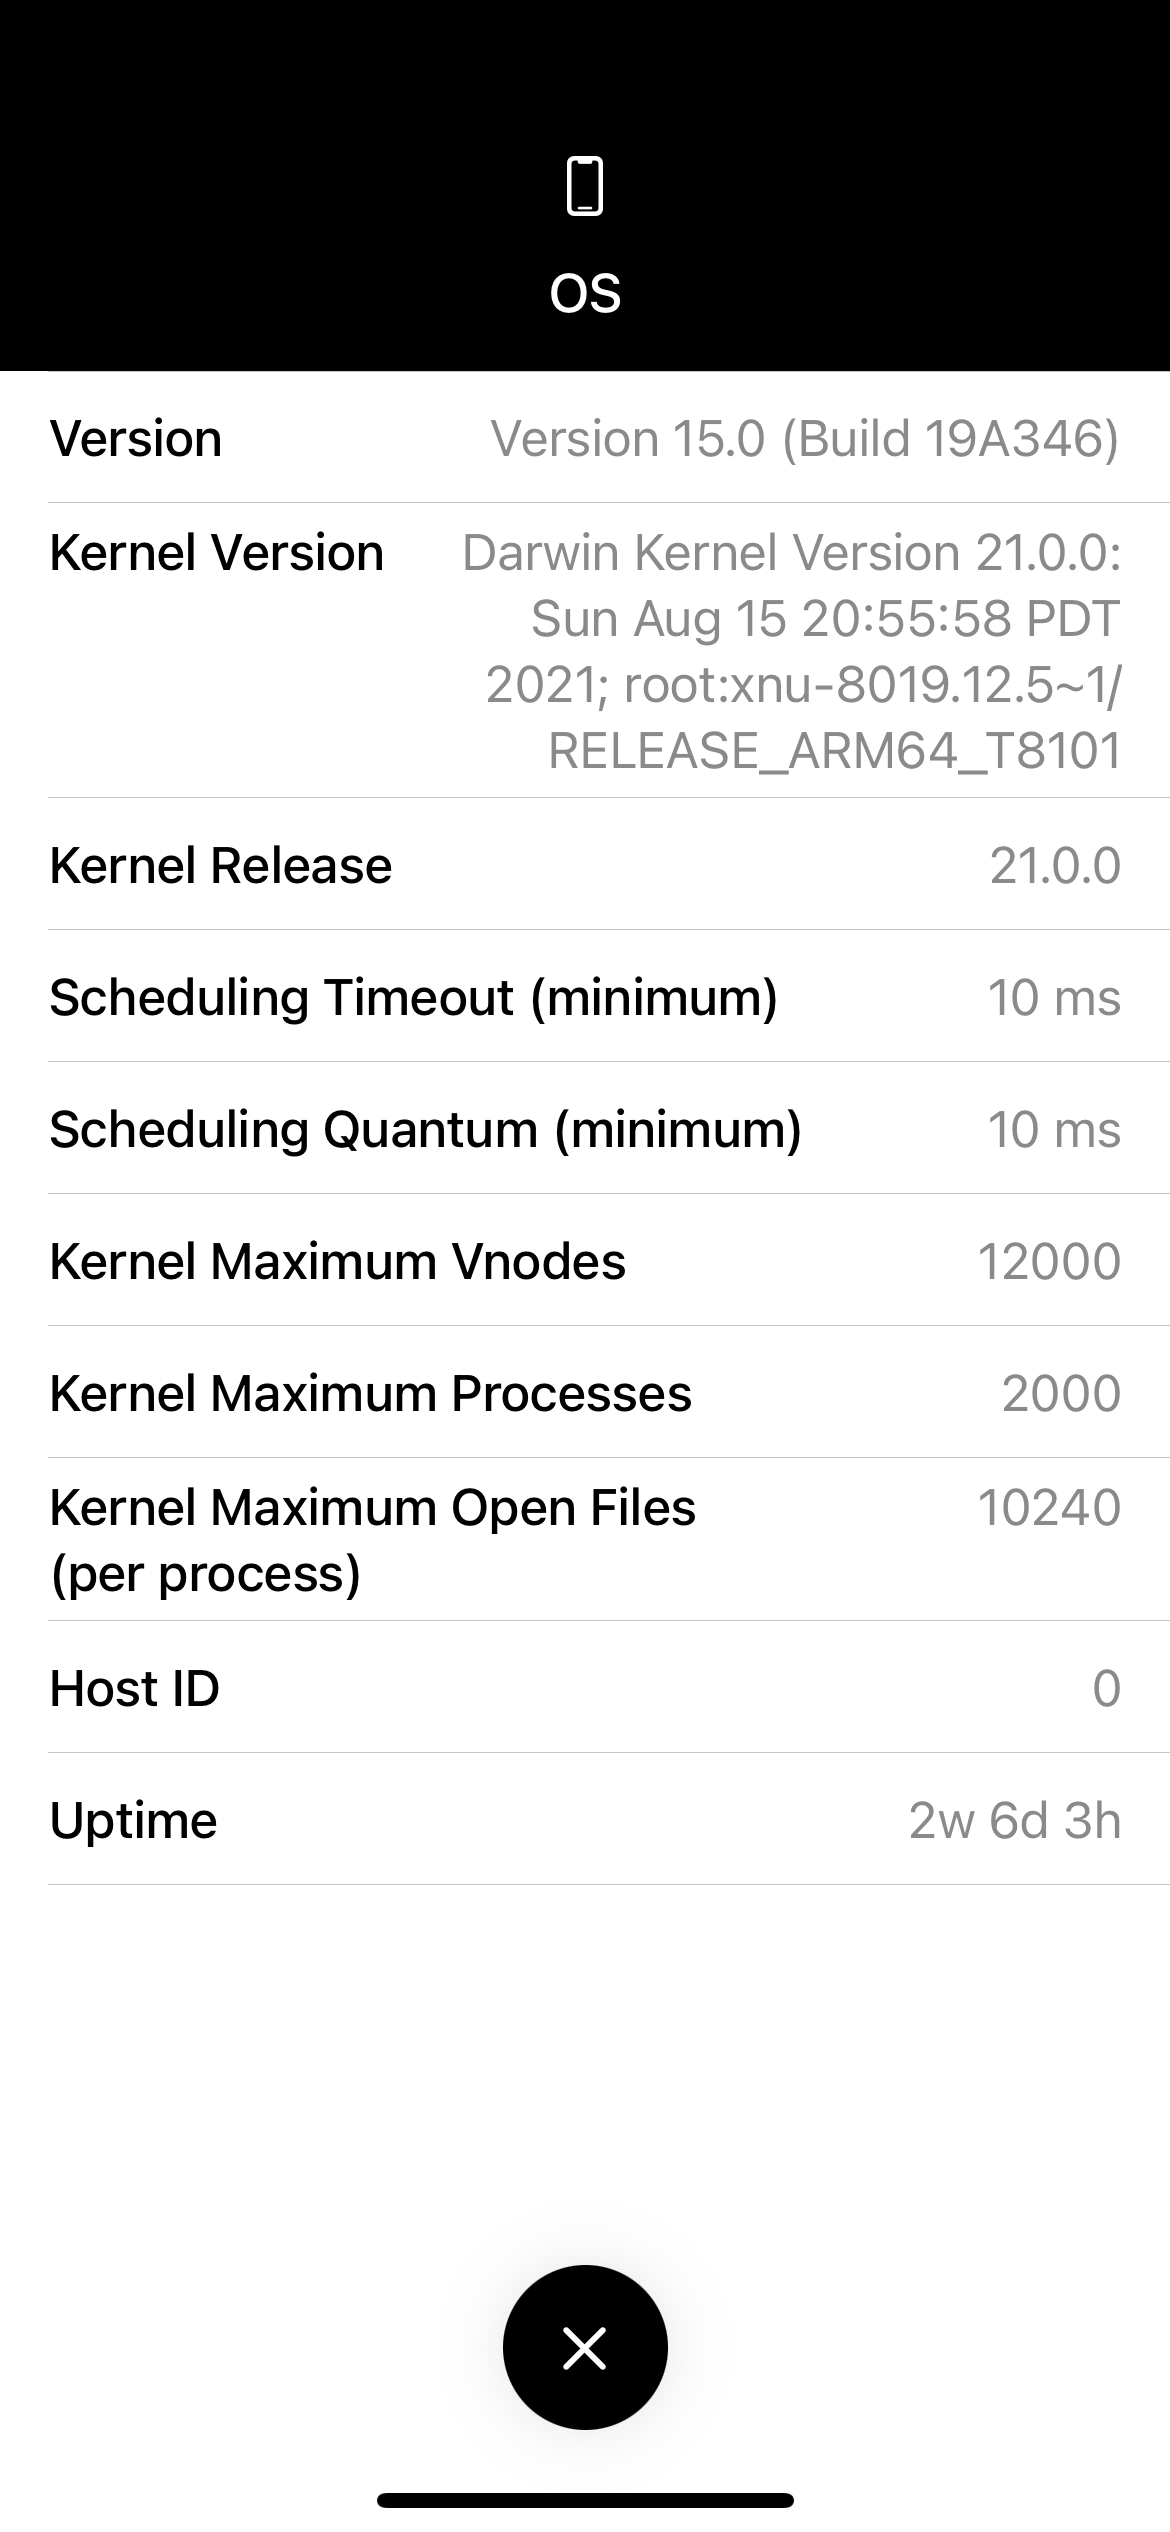 OS
Version Version 15.0 (Build 19A346)
Kernel Version Darwin Kernel Version 21.0.0:
Sun Aug 15 20:55:58 PDT
2021; root:xnu-8019.12.5~1/
RELEASE_ARM64_T8101
Kernel Release 21.0.0
Scheduling Timeout (minimum) 10 ms
Scheduling Quantum (minimum) 10 ms
Kernel Maximum Vnodes 12000
Kernel Maximum Processes 2000
Kernel Maximum Open Files 10240
(per process)
Host ID 0
Uptime 2w 6d 3h